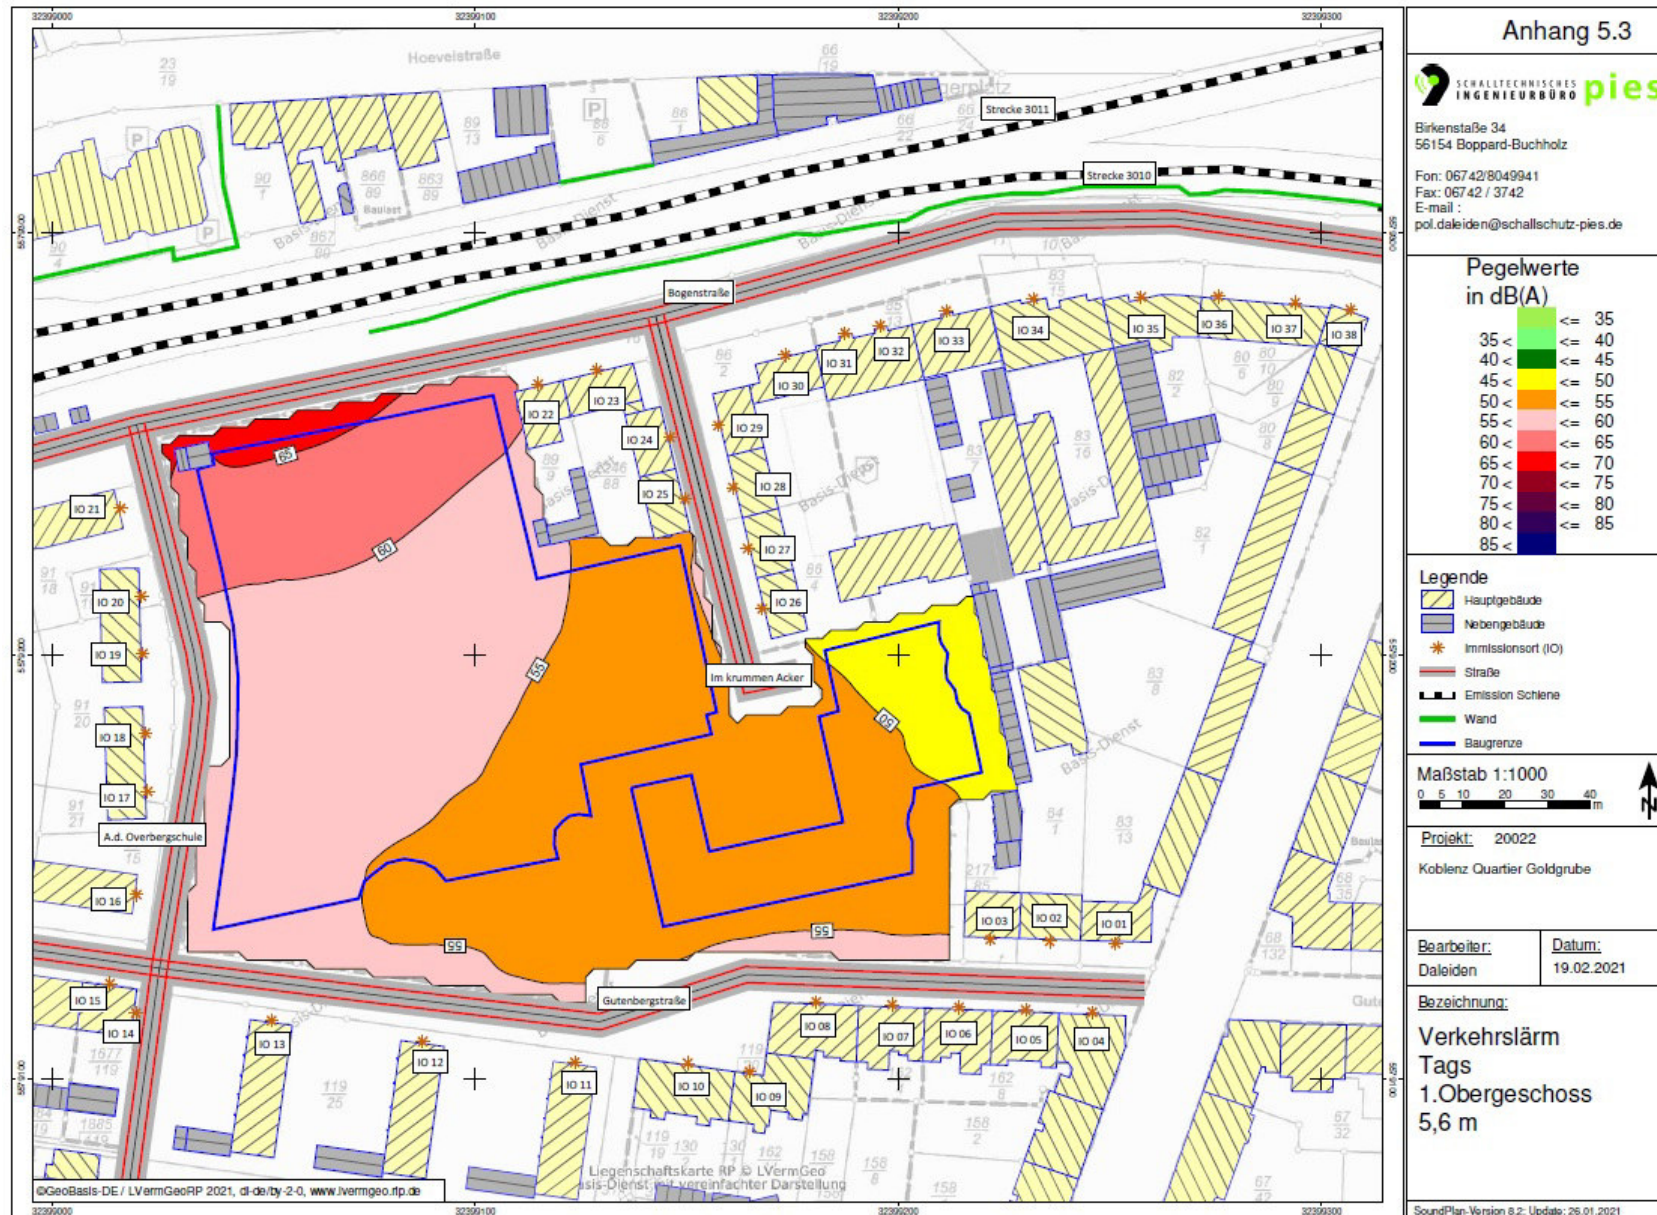 32399000 32399100 32399200 32399300
Hoevelstraße
Strecke 3011
Strecke 3010
Bogenstraße
IO 38
IO 37
IO 36
IO 35
IO 34
IO 33
IO 32
IO 31
IO 30
IO 29
IO 28
IO 27
IO 26
IO 22
IO 23
IO 24
IO 25
IO 21
IO 20
IO 19
IO 18
IO 17
IO 16
65
60
55
50
55
55
Im krummen Acker
A.d. Overbergschule
IO 03
IO 02
IO 01
Gutenbergstraße
IO 15
IO 14
IO 13
IO 12
IO 11
IO 10
IO 09
IO 08
IO 07
IO 06
IO 05
IO 04
Liegenschaftskarte RP © LVermGeo
©GeoBasis-DE / LVermGeoRP 2021, dl-de/by-2-0, www.lvermgeo.rlp.de
32399000 32399100 32399200 32399300
Anhang 5.3
SCHALLTECHNISCHES
INGENIEURBÜRO pies
Birkenstaße 34
56154 Boppard-Buchholz
Fon: 06742/8049941
Fax: 06742 / 3742
E-mail :
pol.daleiden@schallschutz-pies.de
Pegelwerte
in dB(A)
<= 35
35 < <= 40
40 < <= 45
45 < <= 50
50 < <= 55
55 < <= 60
60 < <= 65
65 < <= 70
70 < <= 75
75 < <= 80
80 < <= 85
85 <
Legende
Hauptgebäude
Nebengebäude
Immissionsort (IO)
Straße
Emission Schiene
Wand
Baugrenze
Maßstab 1:1000
0 5 10 20 30 40
m
N
Projekt: 20022
Koblenz Quartier Goldgrube
Bearbeiter: Datum:
Daleiden 19.02.2021
Bezeichnung:
Verkehrslärm
Tags
1.Obergeschoss
5,6 m
SoundPlan-Version 8.2; Update: 26.01.2021